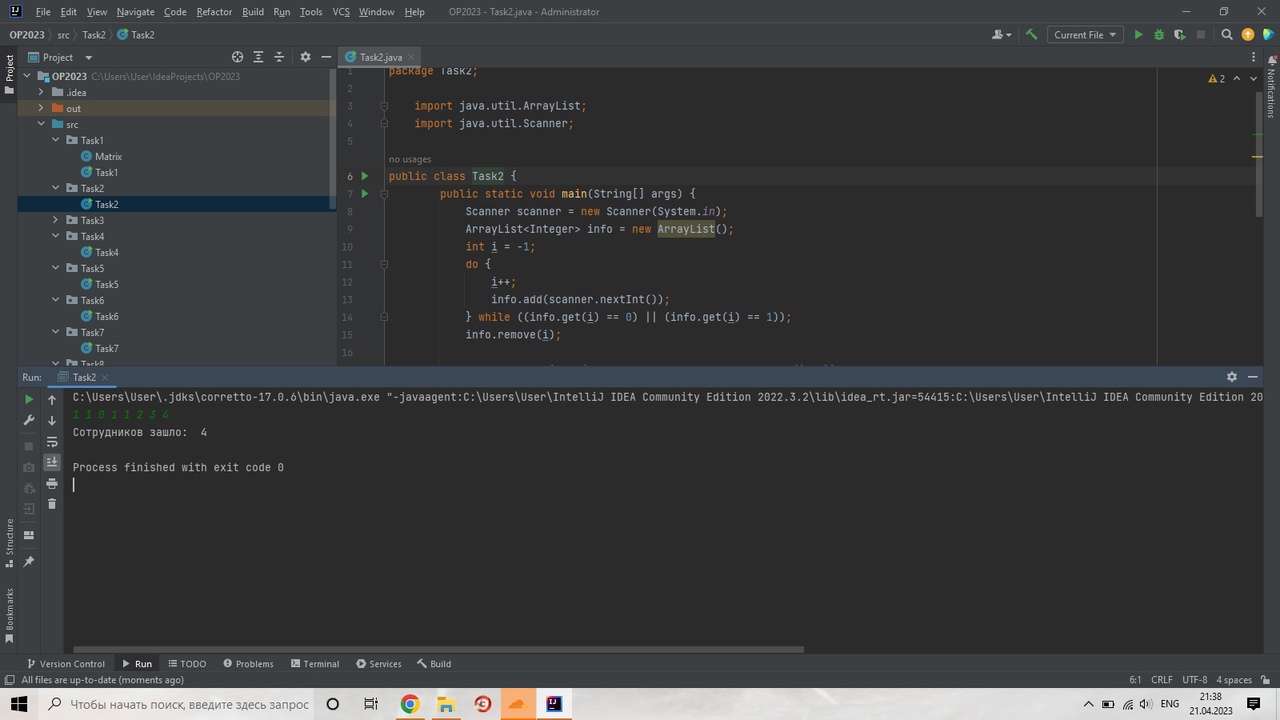 File Edit View Navigate Code Refactor Build Run Tools VCS Window Help OP2023 - Task2.java - Administrator
OP2023 src Task2 Task2 Current File
Project
Task2.java
Project
OP2023 C:\Users\User\IdeaProjects\OP2023
.idea
out
src
Task1
Matrix
Task1
Task2
Task2
Task3
Task4
Task4
Task5
Task5
Task6
Task6
Task7
Task7
Task8
1 package Task2;
2
3 import java.util.ArrayList;
4 import java.util.Scanner;
5
no usages
6 public class Task2 {
7 public static void main(String[] args) {
8 Scanner scanner = new Scanner(System.in);
9 ArrayList<Integer> info = new ArrayList();
10 int i = -1;
11 do {
12 i++;
13 info.add(scanner.nextInt());
14 } while ((info.get(i) == 0) || (info.get(i) == 1));
15 info.remove(i);
16
2
Notifications
Run: Task2
C:\Users\User\.jdks\corretto-17.0.6\bin\java.exe "-javaagent:C:\Users\User\IntelliJ IDEA Community Edition 2022.3.2\lib\idea_rt.jar=54415:C:\Users\User\IntelliJ IDEA Community Edition 20
1 1 0 1 1 2 3 4
Сотрудников зашло: 4
Process finished with exit code 0
Structure
Bookmarks
Version Control Run TODO Problems Terminal Services Build
All files are up-to-date (moments ago) 6:1 CRLF UTF-8 4 spaces
Чтобы начать поиск, введите здесь запрос
ENG
21:38
21.04.2023